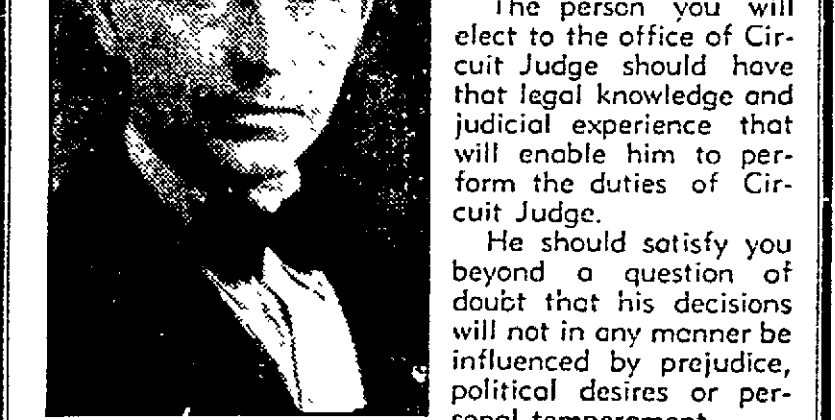 The person you will
elect to the office of Cir-
cuit Judge should have
that legal knowledge and
judicial experience that
will enable him to per-
form the duties of Cir-
cuit Judge.
He should satisfy you
beyond a question of
doubt that his decisions
will not in any manner be
influenced by prejudice,
political desires or per-
sonal temperament